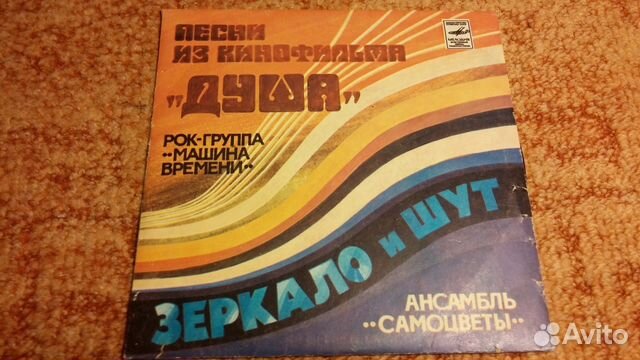 ПЕСНИ
ИЗ КИНОФИЛЬМА
„ДУША"
РОК-ГРУППА
„МАШИНА
ВРЕМЕНИ"
ЗЕРКАЛО и ШУТ
АНСАМБЛЬ
„САМОЦВЕТЫ"
Avito